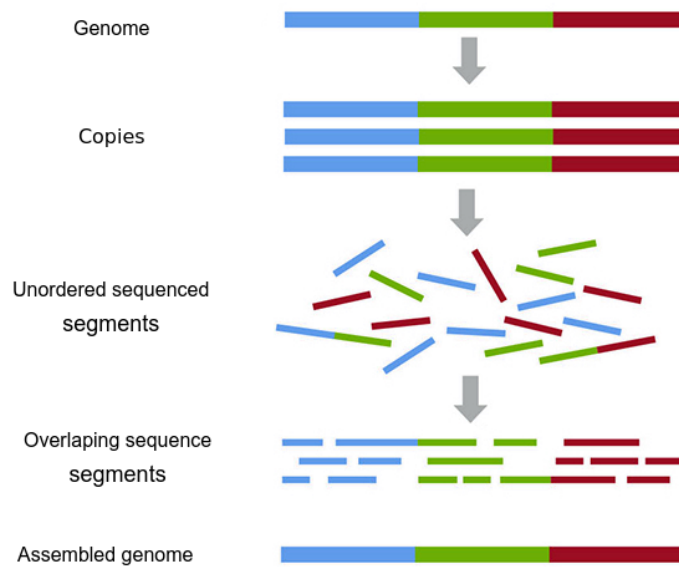 Genome
Copies
Unordered sequenced
segments
Overlaping sequence
segments
Assembled genome